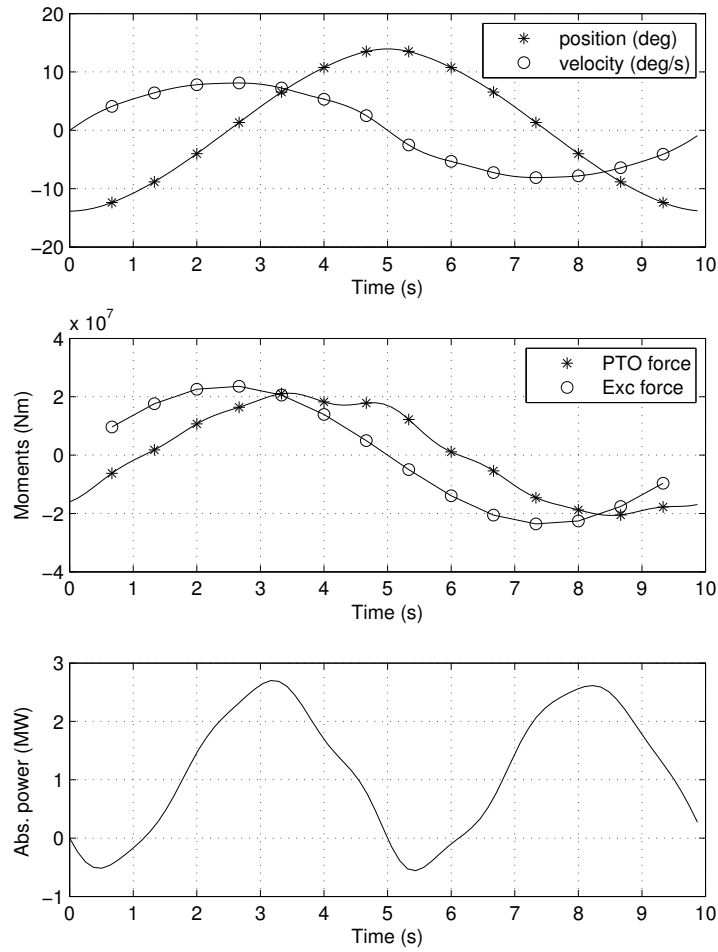 20
10
0
−10
−20
position (deg)
velocity (deg/s)
0 1 2 3 4 5 6 7 8 9 10
Time (s)
x 10^7
4
2
0
−2
−4
Moments (Nm)
PTO force
Exc force
0 1 2 3 4 5 6 7 8 9 10
Time (s)
3
2
1
0
−1
Abs. power (MW)
0 1 2 3 4 5 6 7 8 9 10
Time (s)